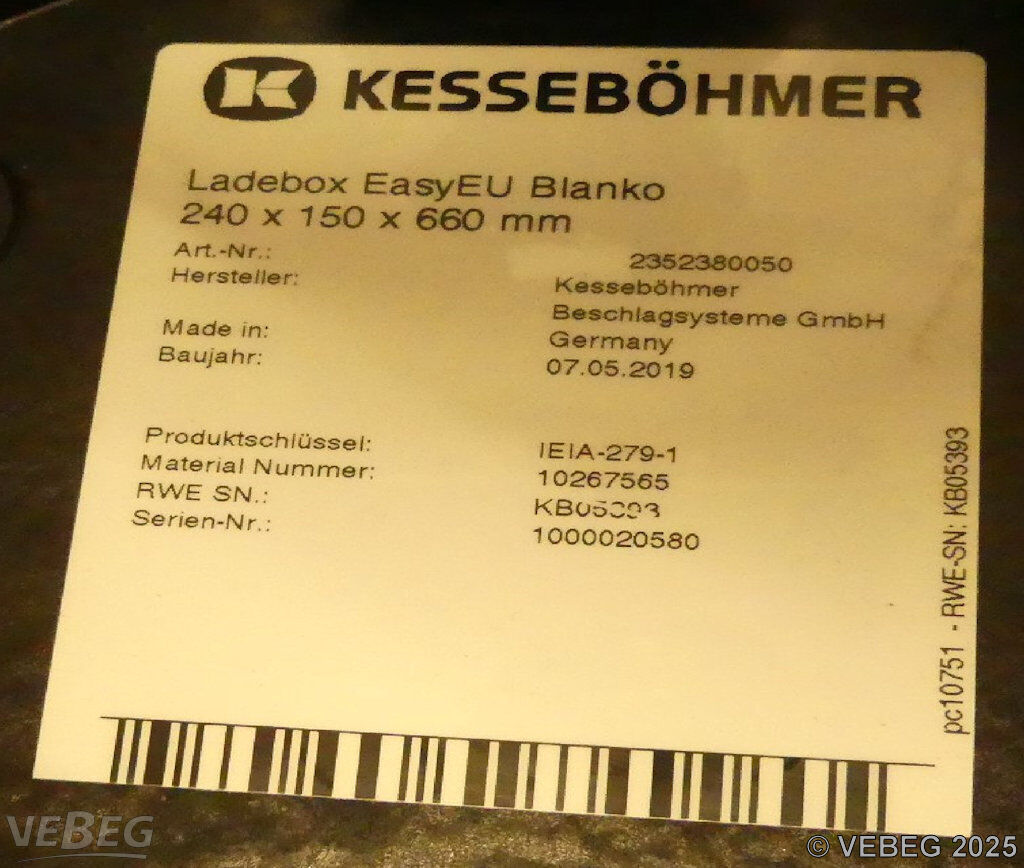 KESSEBÖHMER
Ladebox EasyEU Blanko
240 x 150 x 660 mm
Art.-Nr.: 2352380050
Hersteller: Kesseböhmer
Beschlagsysteme GmbH
Made in: Germany
Baujahr: 07.05.2019
Produktschlüssel: IEIA-279-1
Material Nummer: 10267565
RWE SN.: KB05393
Serien-Nr.: 1000020580
pc10751 - RWE-SN: KB05393
VEBEG
© VEBEG 2025